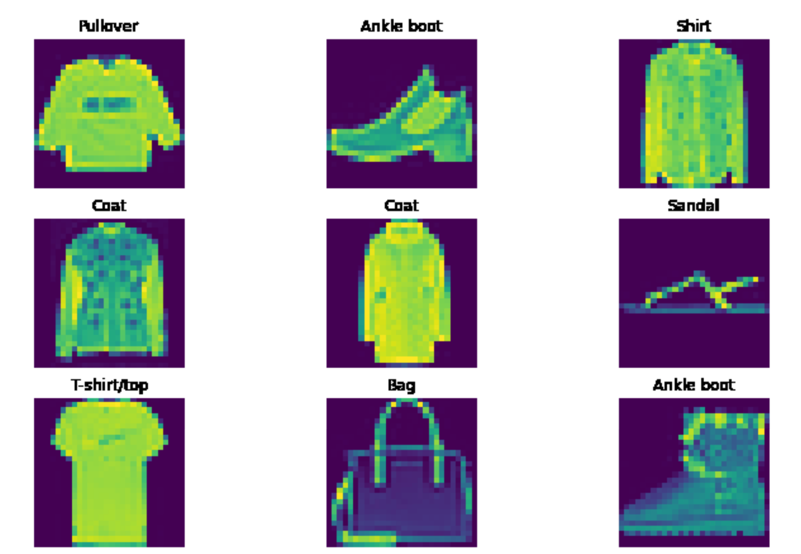 Pullover
Ankle boot
Shirt
Coat
Coat
Sandal
T-shirt/top
Bag
Ankle boot